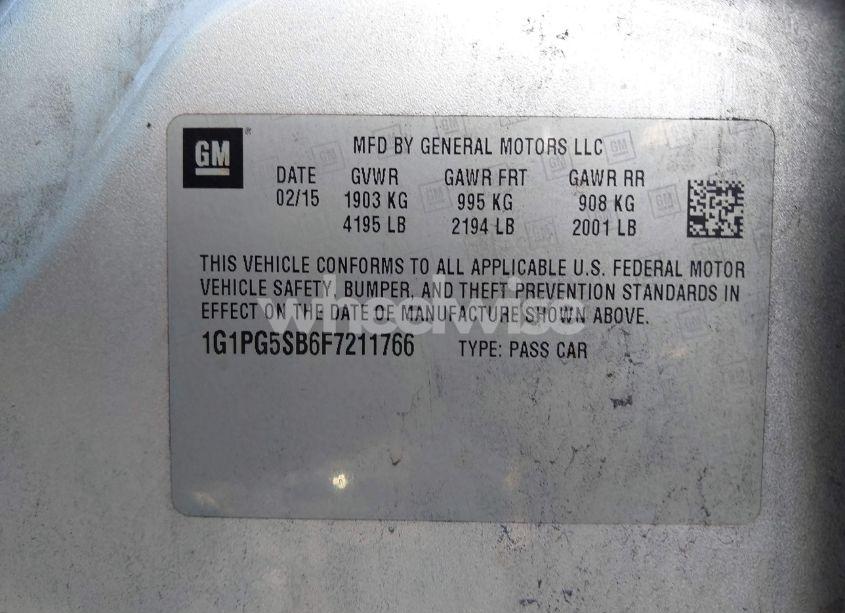 GM ®
MFD BY GENERAL MOTORS LLC
DATE GVWR GAWR FRT GAWR RR
02/15 1903 KG 995 KG 908 KG
4195 LB 2194 LB 2001 LB
THIS VEHICLE CONFORMS TO ALL APPLICABLE U.S. FEDERAL MOTOR
VEHICLE SAFETY, BUMPER, AND THEFT PREVENTION STANDARDS IN
EFFECT ON THE DATE OF MANUFACTURE SHOWN ABOVE.
wheelwise
1G1PG5SB6F7211766 TYPE: PASS CAR